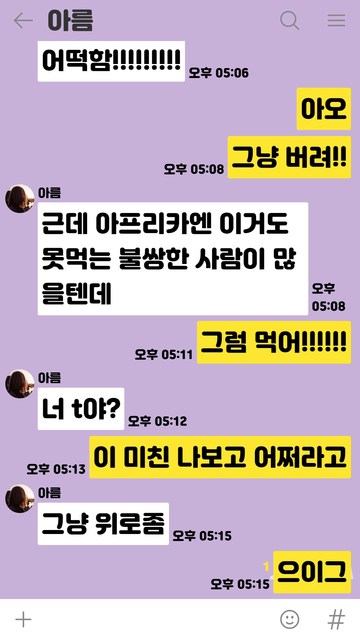 아름
어떡함!!!!!!!!!!
오후 05:06
아오
그냥 버려!!
오후 05:08
아름
근데 아프리카엔 이거도
못먹는 불쌍한 사람이 많
을텐데
오후
05:08
그럼 먹어!!!!!!
오후 05:11
아름
너 t야?
오후 05:12
이 미친 나보고 어쩌라고
오후 05:13
아름
그냥 위로좀
오후 05:15
으이그
1
오후 05:15